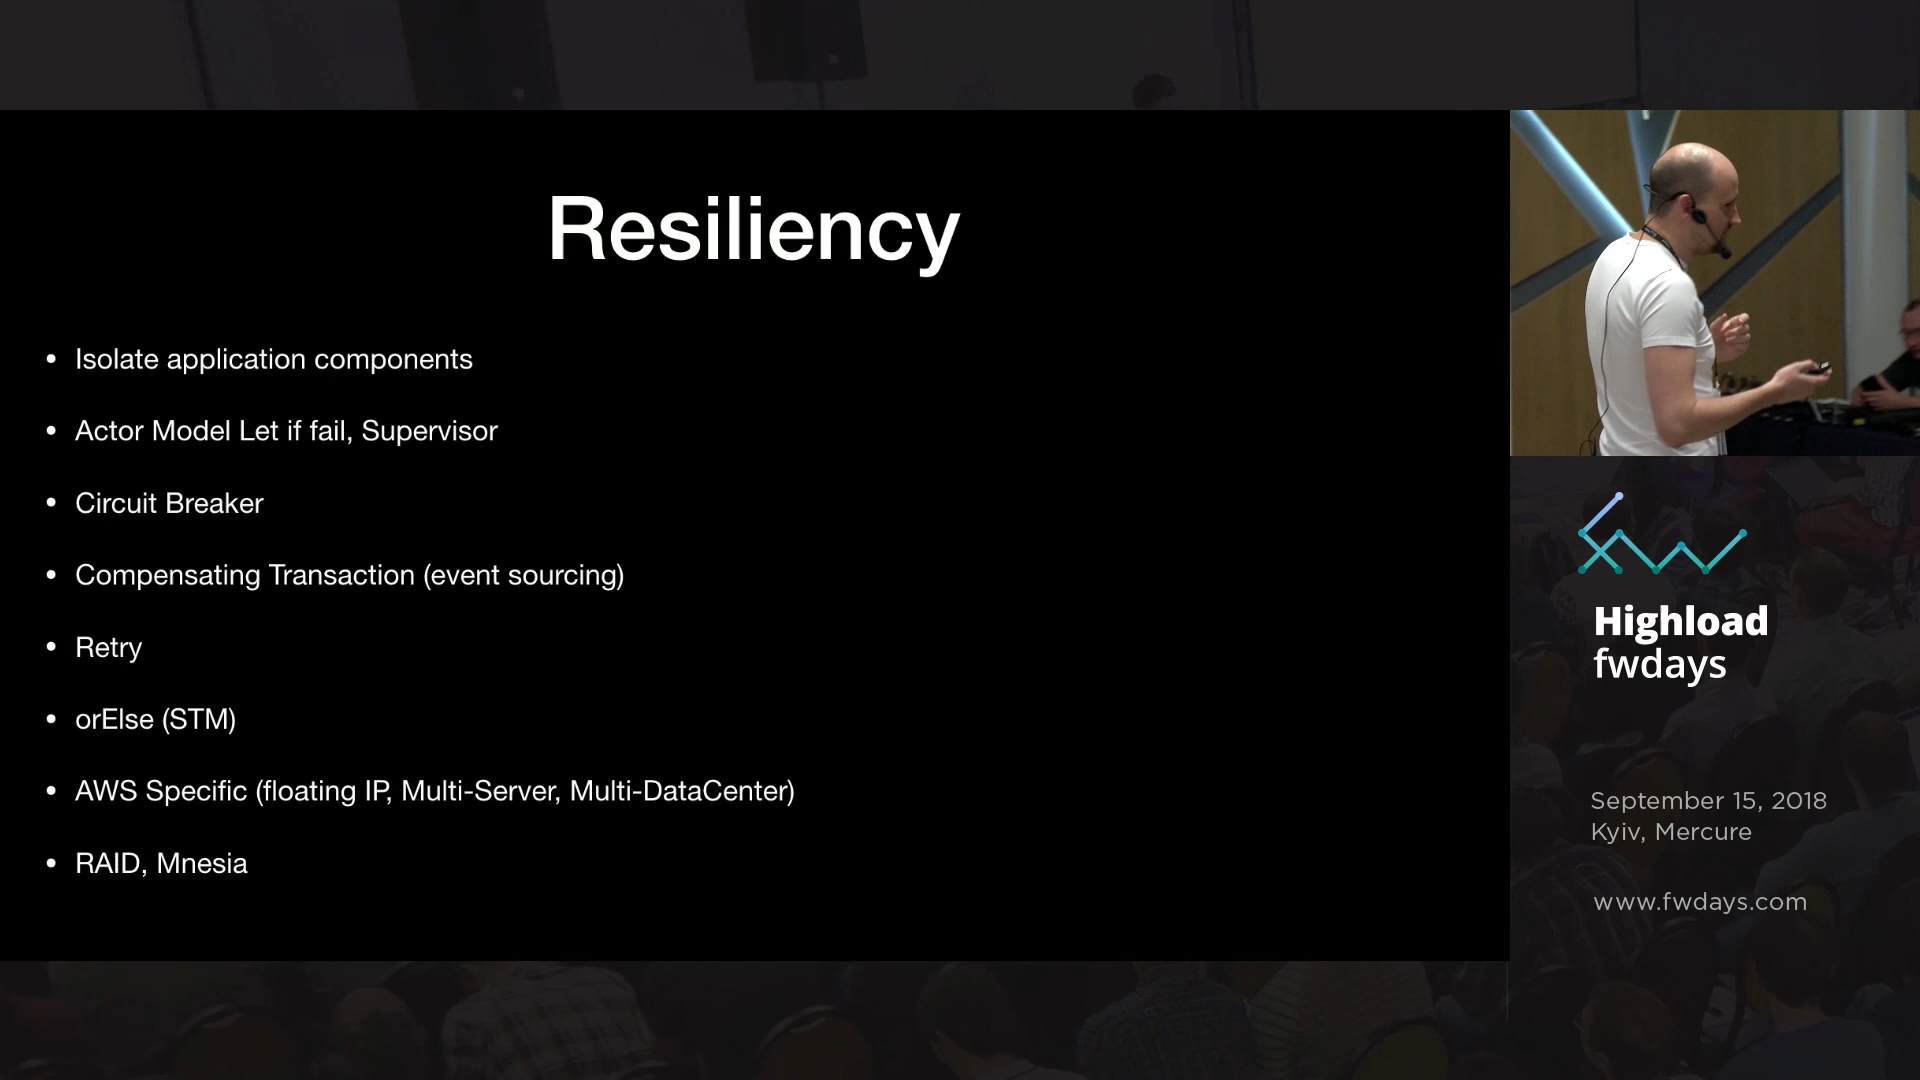 Resiliency
• Isolate application components
• Actor Model Let if fail, Supervisor
• Circuit Breaker
• Compensating Transaction (event sourcing)
• Retry
• orElse (STM)
• AWS Specific (floating IP, Multi-Server, Multi-DataCenter)
• RAID, Mnesia
Highload
fwdays
September 15, 2018
Kyiv, Mercure
www.fwdays.com